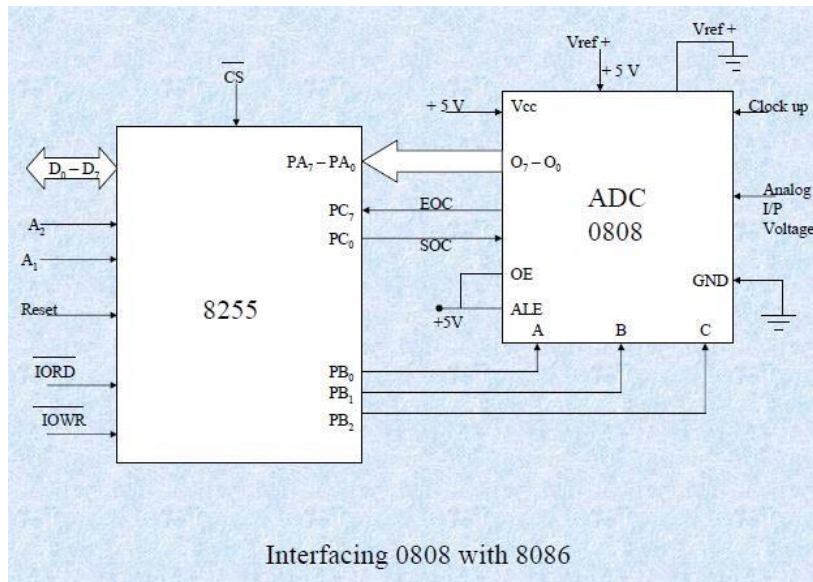 Vref +
Vref +
+ 5 V
CS
+ 5 V
Vcc
Clock up
D0 – D7
PA7 – PA0
O7 – O0
ADC
0808
Analog
I/P
Voltage
PC7
EOC
PC0
SOC
A2
A1
OE
GND
Reset
8255
ALE
+5V
A
B
C
IORD
PB0
PB1
PB2
IOWR
Interfacing 0808 with 8086